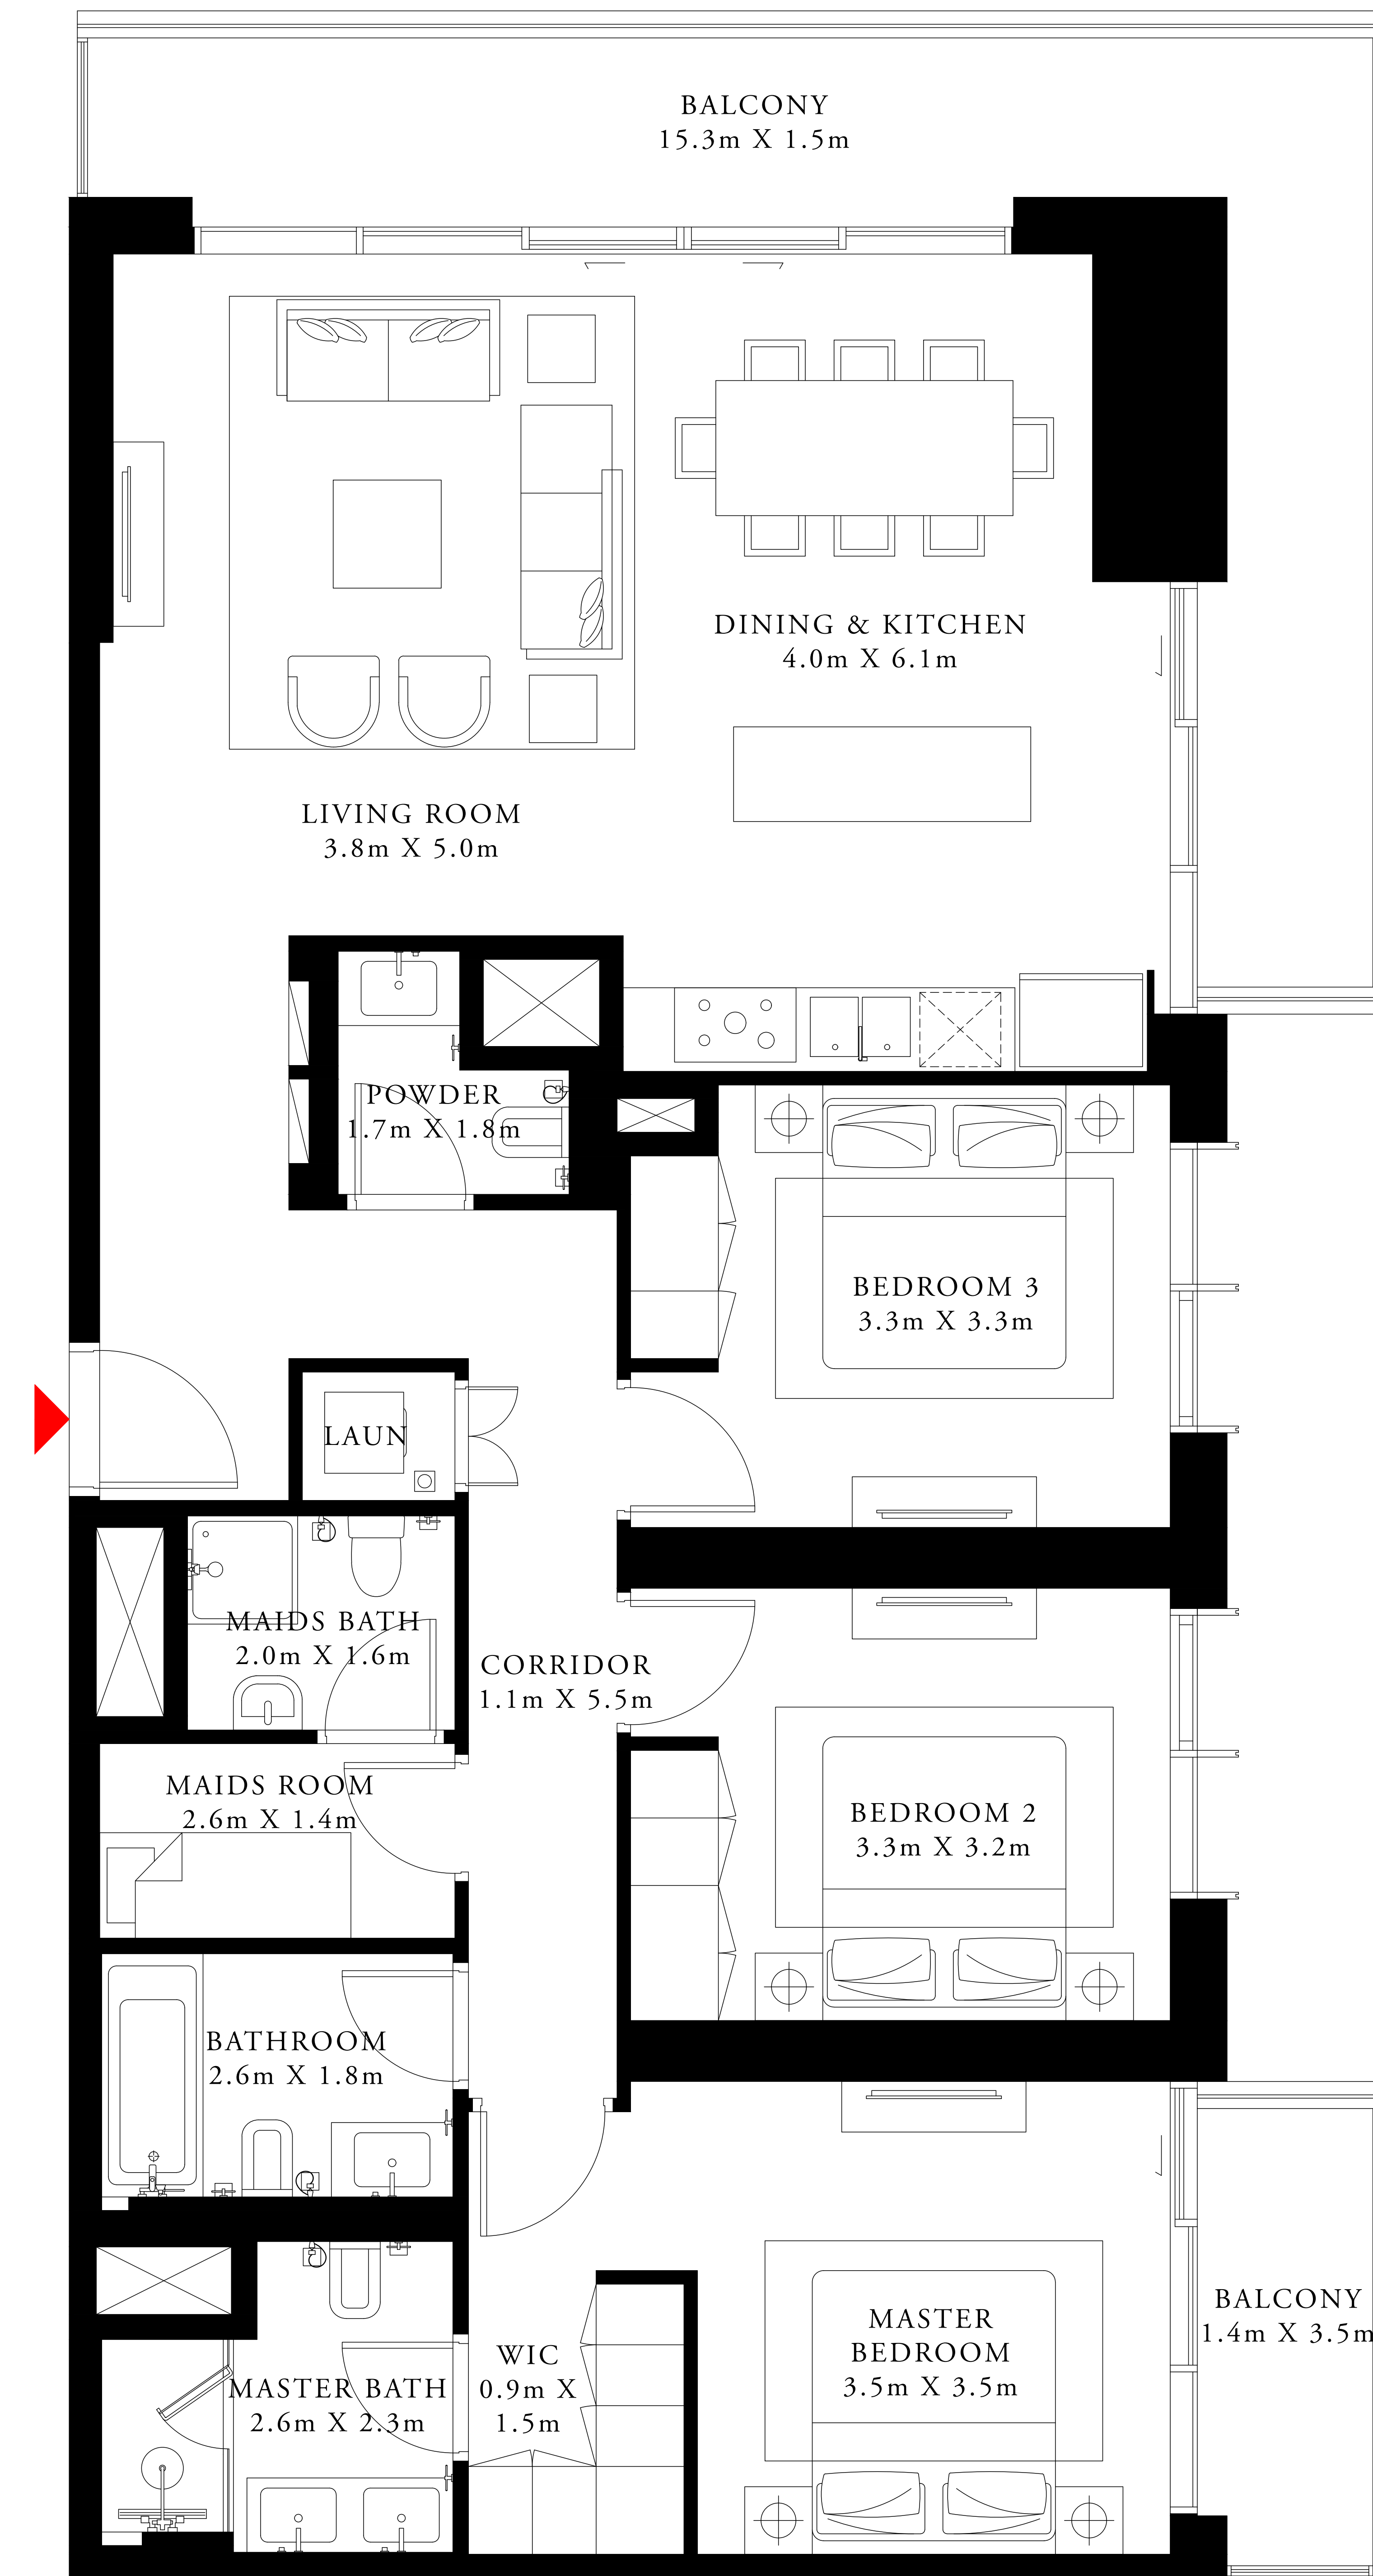 BALCONY
15.3m X 1.5m
DINING & KITCHEN
4.0m X 6.1m
LIVING ROOM
3.8m X 5.0m
POWDER
1.7m X 1.8m
BEDROOM 3
3.3m X 3.3m
LAUN
MAIDS BATH
2.0m X 1.6m
CORRIDOR
1.1m X 5.5m
MAIDS ROOM
2.6m X 1.4m
BEDROOM 2
3.3m X 3.2m
BATHROOM
2.6m X 1.8m
BALCONY
1.4m X 3.5m
MASTER
BEDROOM
3.5m X 3.5m
WIC
0.9m X
1.5m
MASTER BATH
2.6m X 2.3m